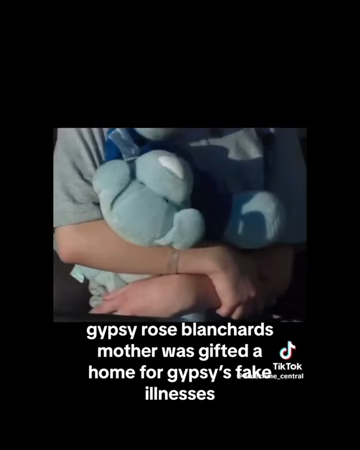 gypsy rose blanchards
mother was gifted a
home for gypsy's fake
illnesses
TikTok